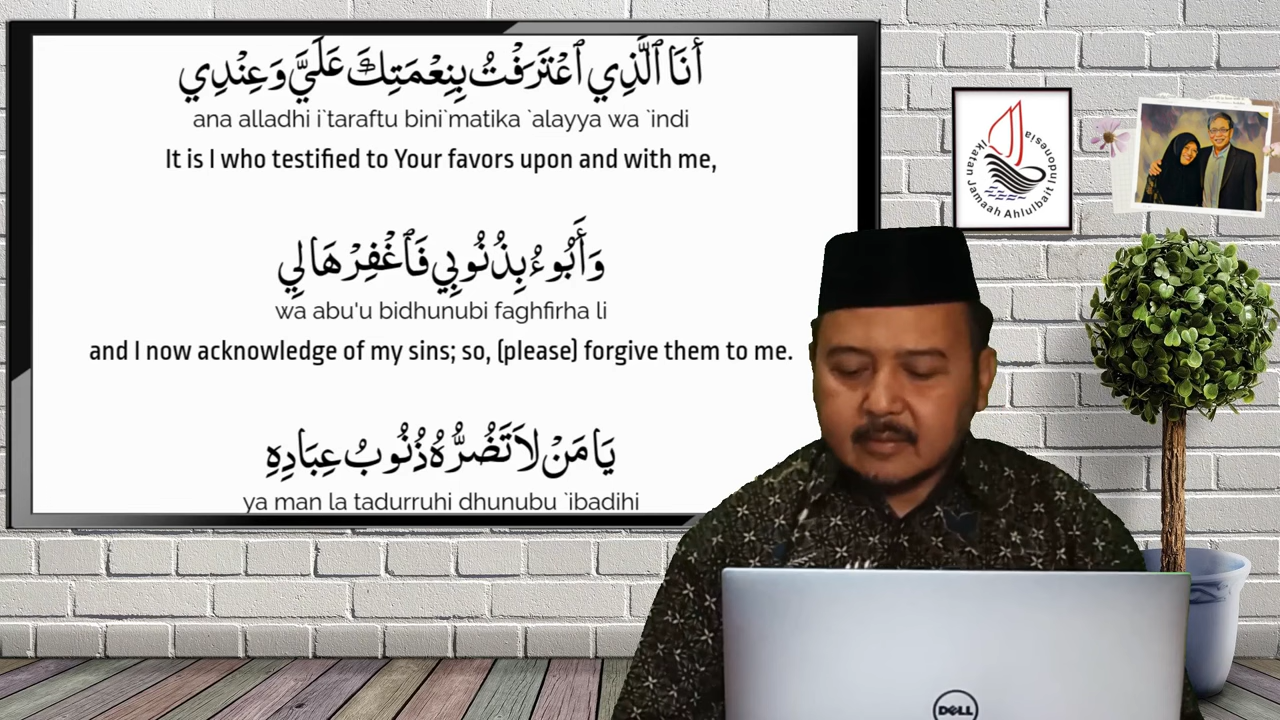 أَنَا ٱلَّذِي ٱعْتَرَفْتُ بِنِعْمَتِكَ عَلَيَّ وَعِنْدِي
ana alladhi i`taraftu bini`matika `alayya wa `indi
It is I who testified to Your favors upon and with me,
وَأَبُوءُ بِذُنُوبِي فَٱغْفِرْهَا لِي
wa abu'u bidhunubi faghfirha li
and I now acknowledge of my sins; so, (please) forgive them to me.
يَا مَنْ لاَ تَضُرُّهُ ذُنُوبُ عِبَادِهِ
ya man la tadurruhi dhunubu `ibadihi
Ikatan Jamaah Ahlulbait Indonesia
DELL